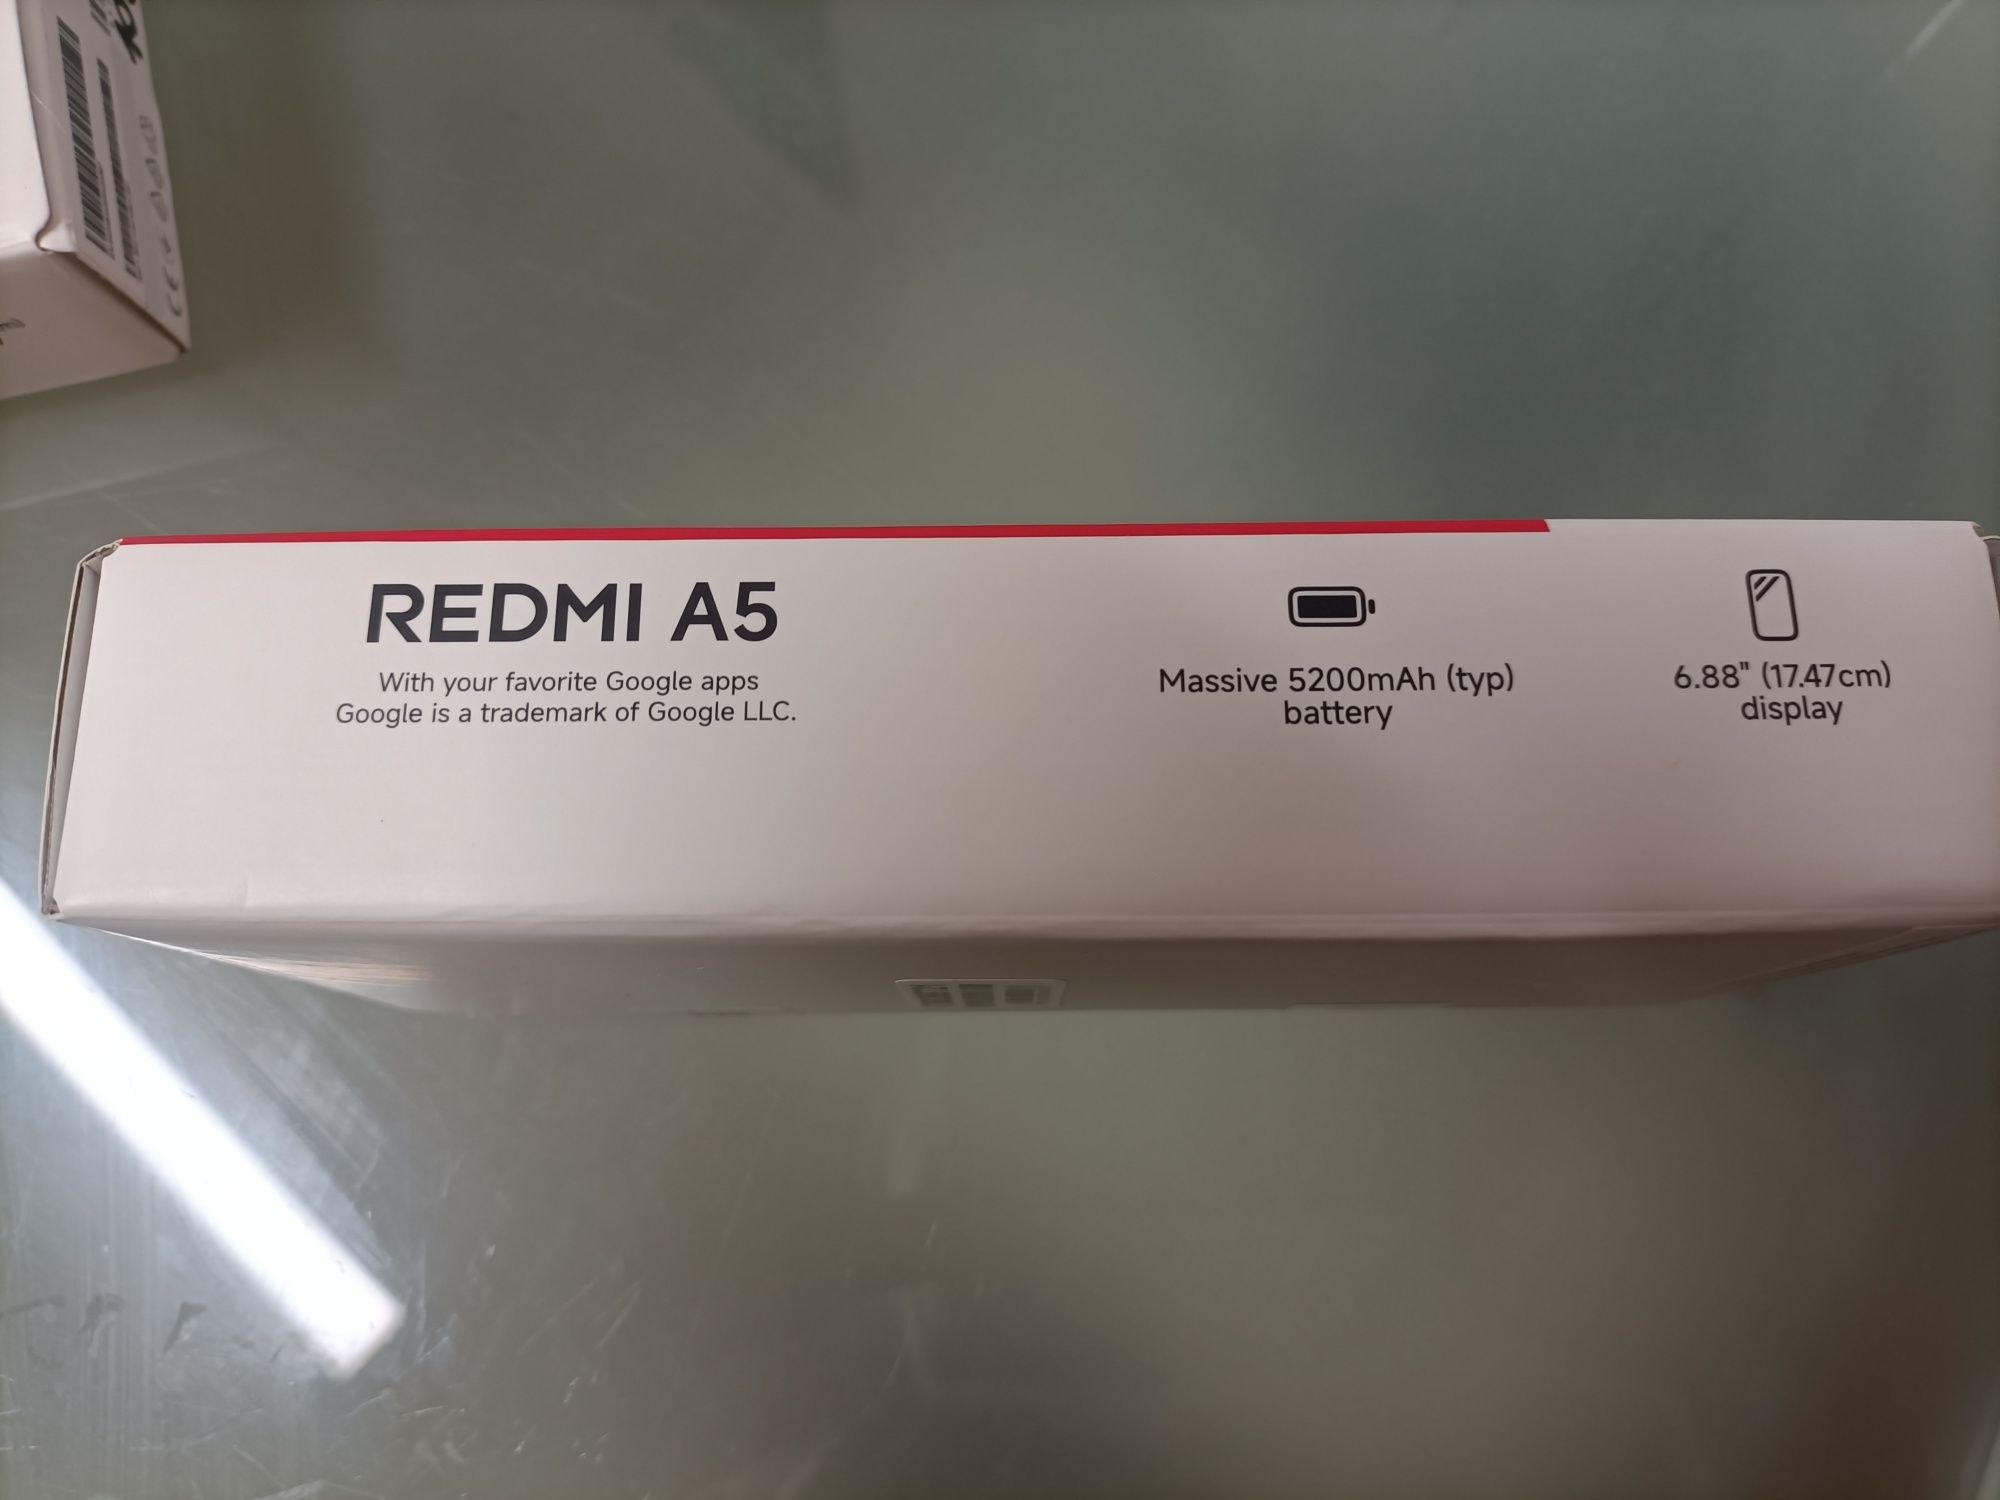 REDMI A5
With your favorite Google apps
Google is a trademark of Google LLC.
Massive 5200mAh (typ)
battery
6.88" (17.47cm)
display